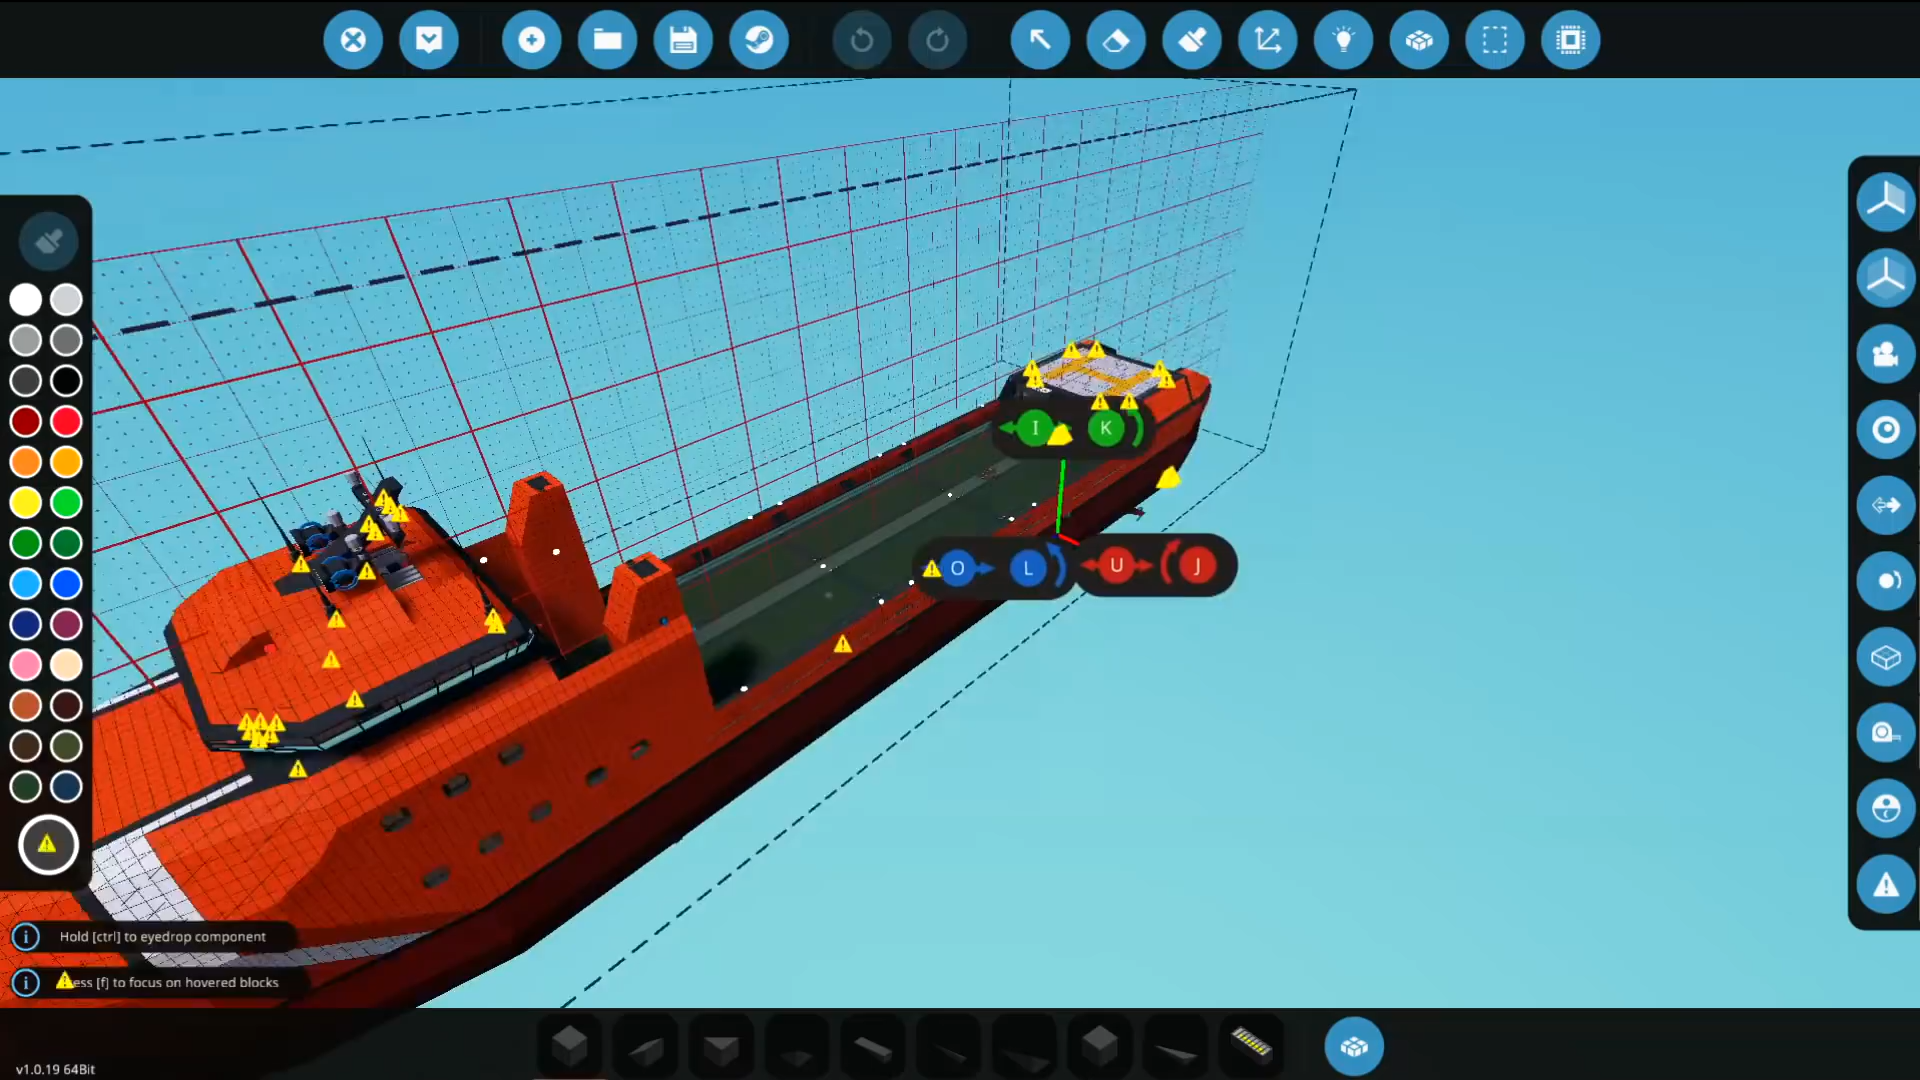 I K
O L U J
Hold [ctrl] to eyedrop component
ess [f] to focus on hovered blocks
v1.0.19 64Bit